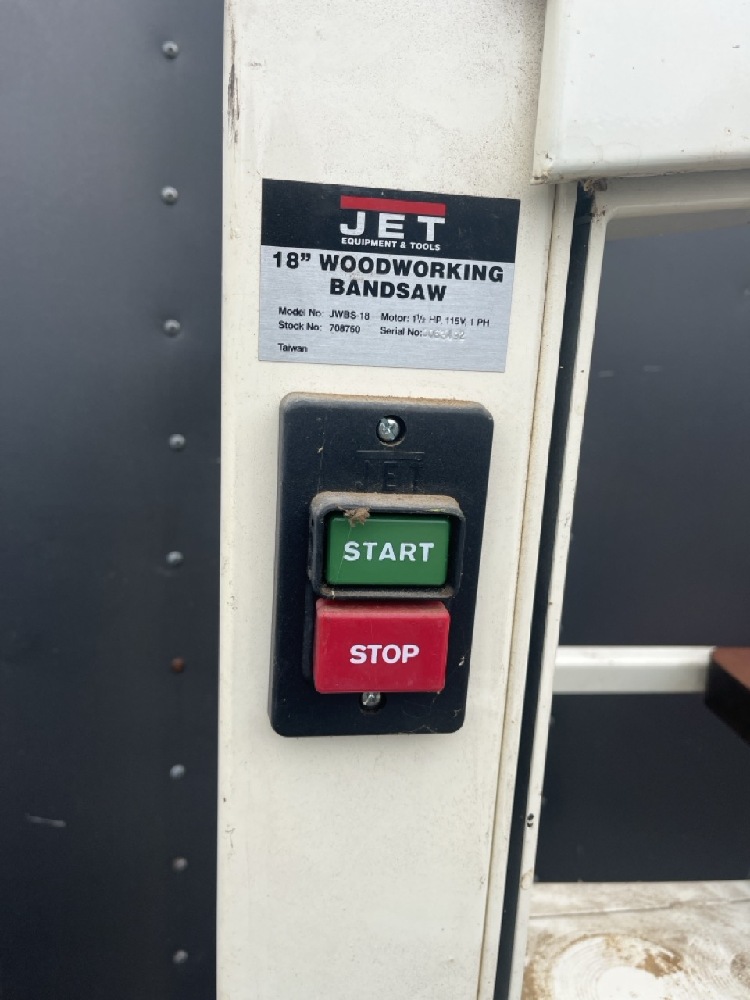 JET
EQUIPMENT & TOOLS
18” WOODWORKING
BANDSAW
Model No: JWBS-18 Motor: 1½ HP, 115V, 1 PH
Stock No: 708750 Serial No:
Taiwan
JET
START
STOP